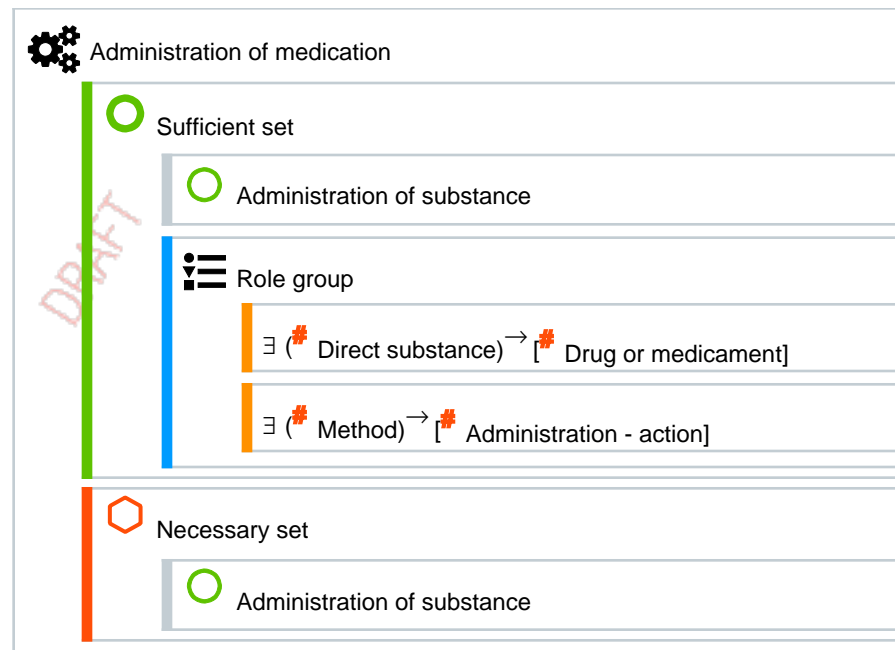 Administration of medication
Sufficient set
Administration of substance
DRAFT
Role group
∃ (# Direct substance)→[# Drug or medicament]
∃ (# Method)→[# Administration - action]
Necessary set
Administration of substance